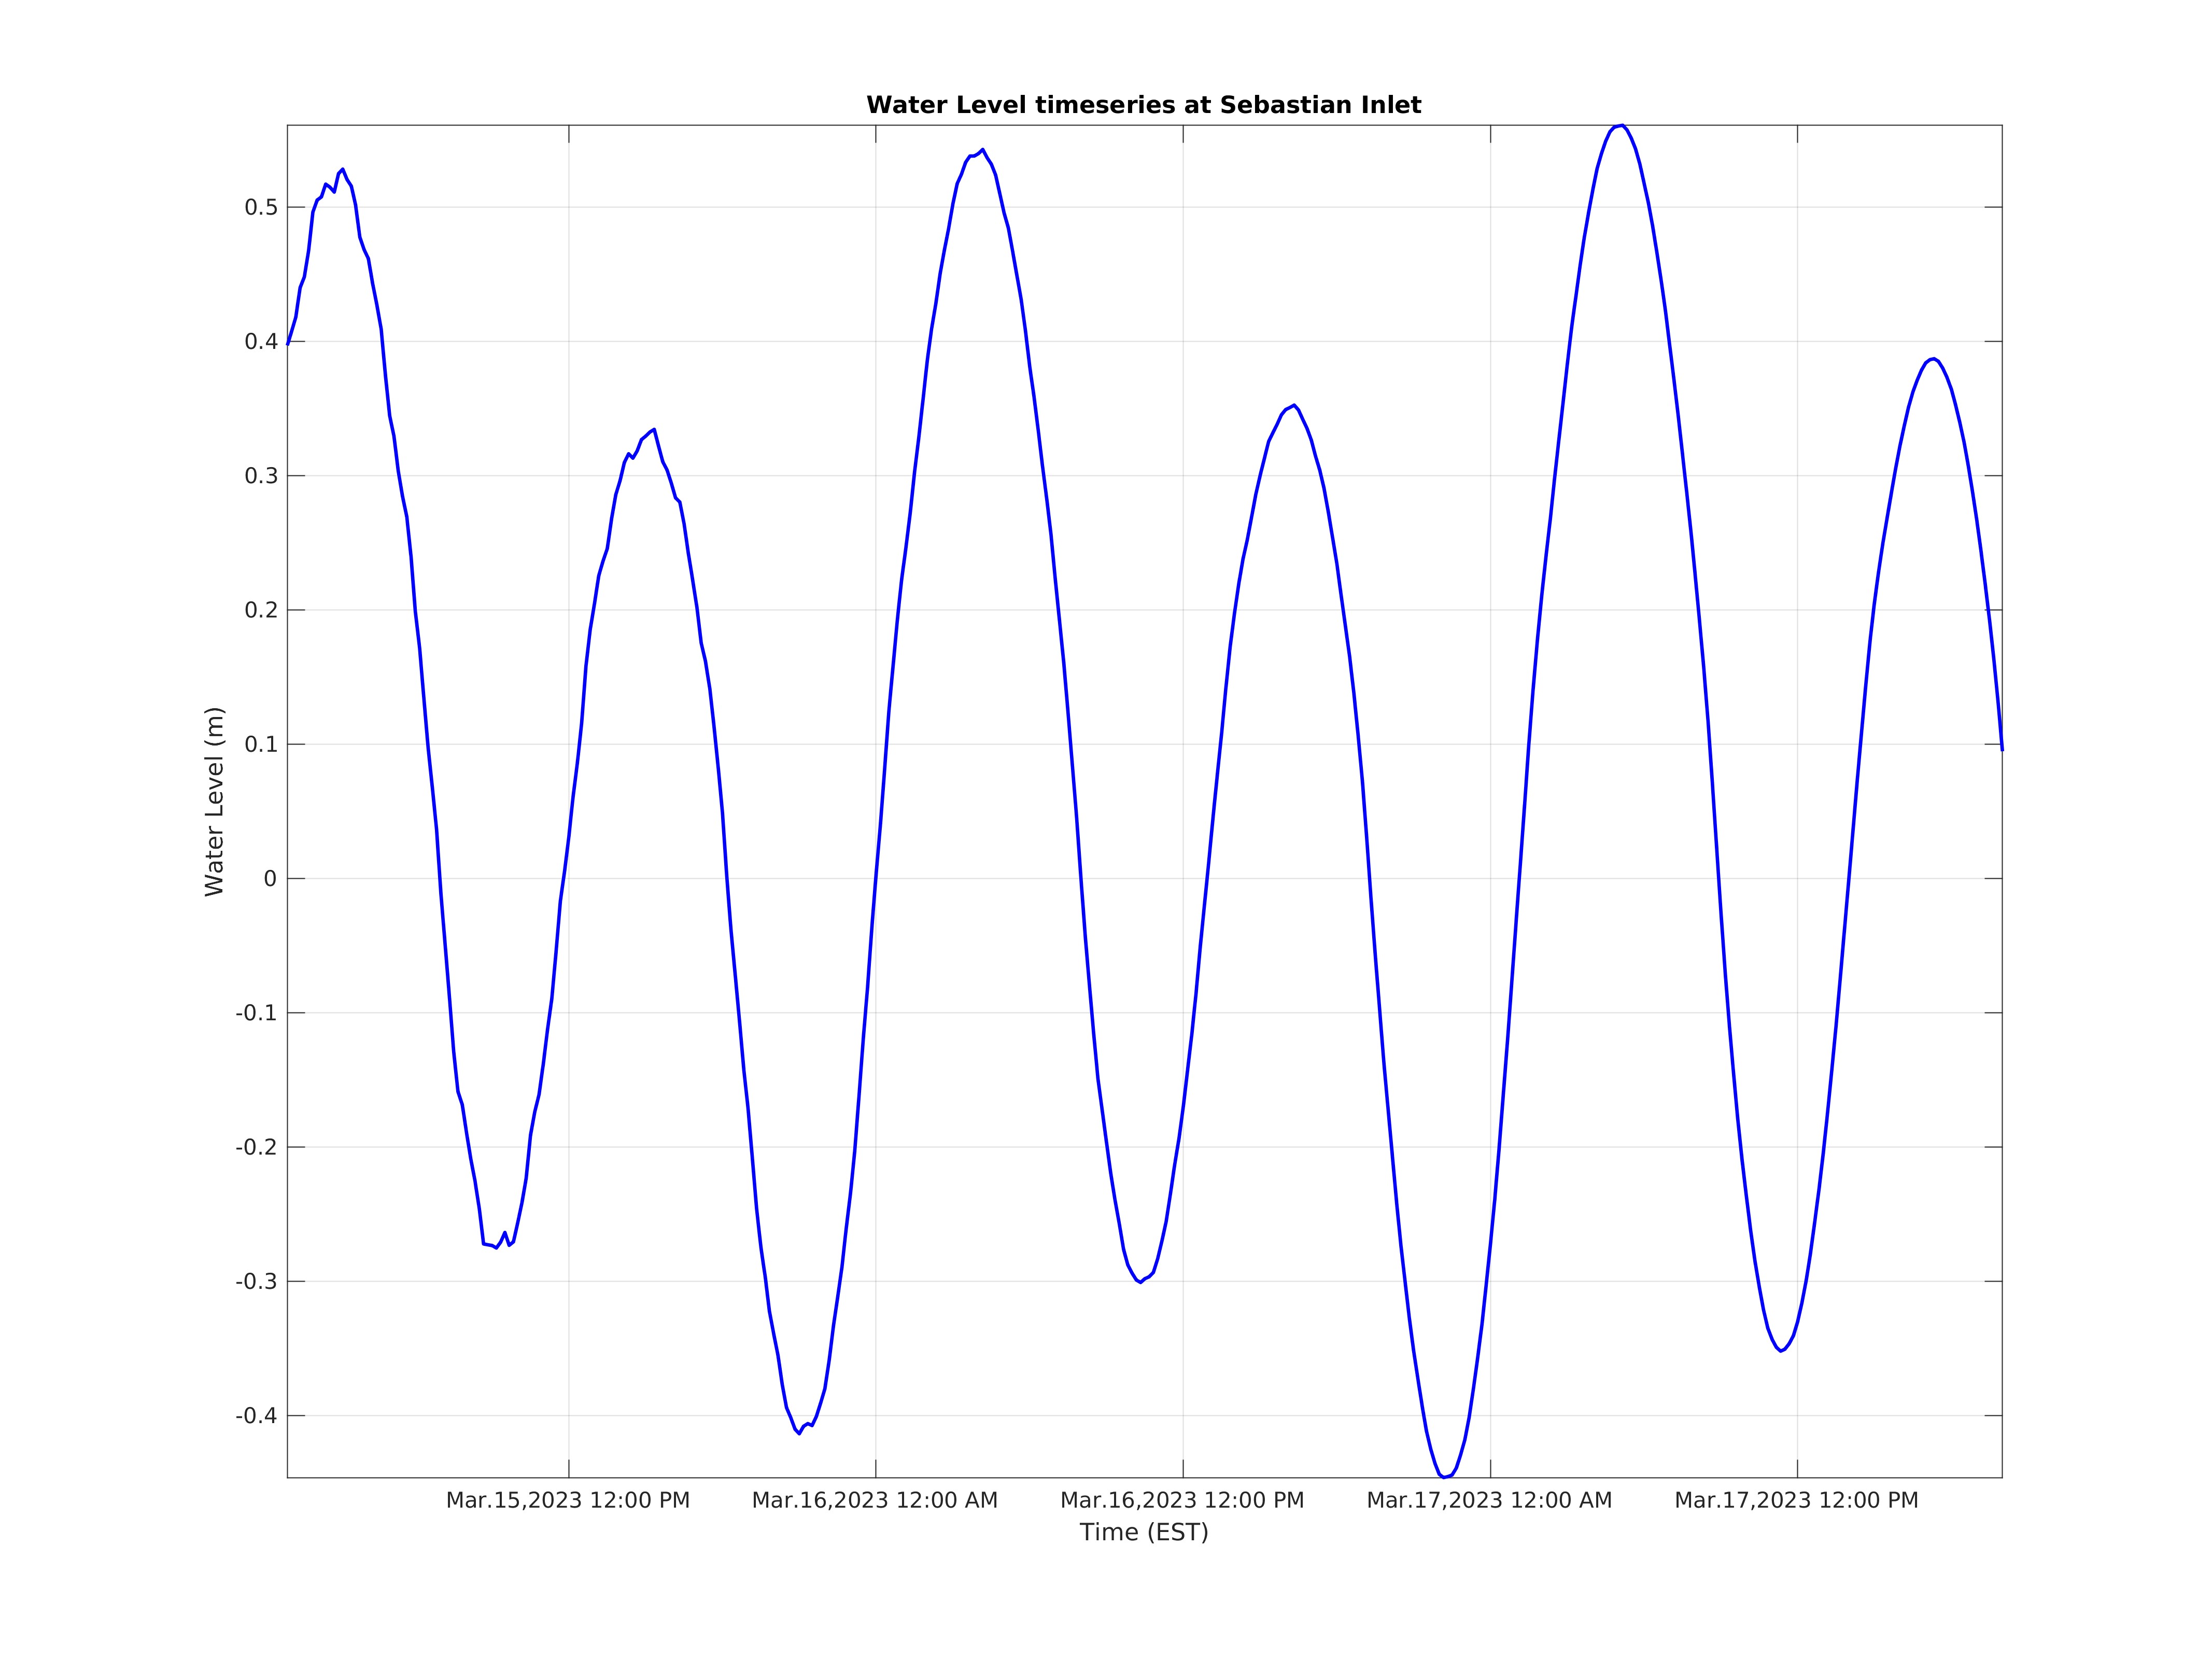 Water Level timeseries at Sebastian Inlet
0.5
0.4
0.3
0.2
0.1
0
-0.1
-0.2
-0.3
-0.4
Water Level (m)
Mar.15,2023 12:00 PM
Mar.16,2023 12:00 AM
Mar.16,2023 12:00 PM
Mar.17,2023 12:00 AM
Mar.17,2023 12:00 PM
Time (EST)